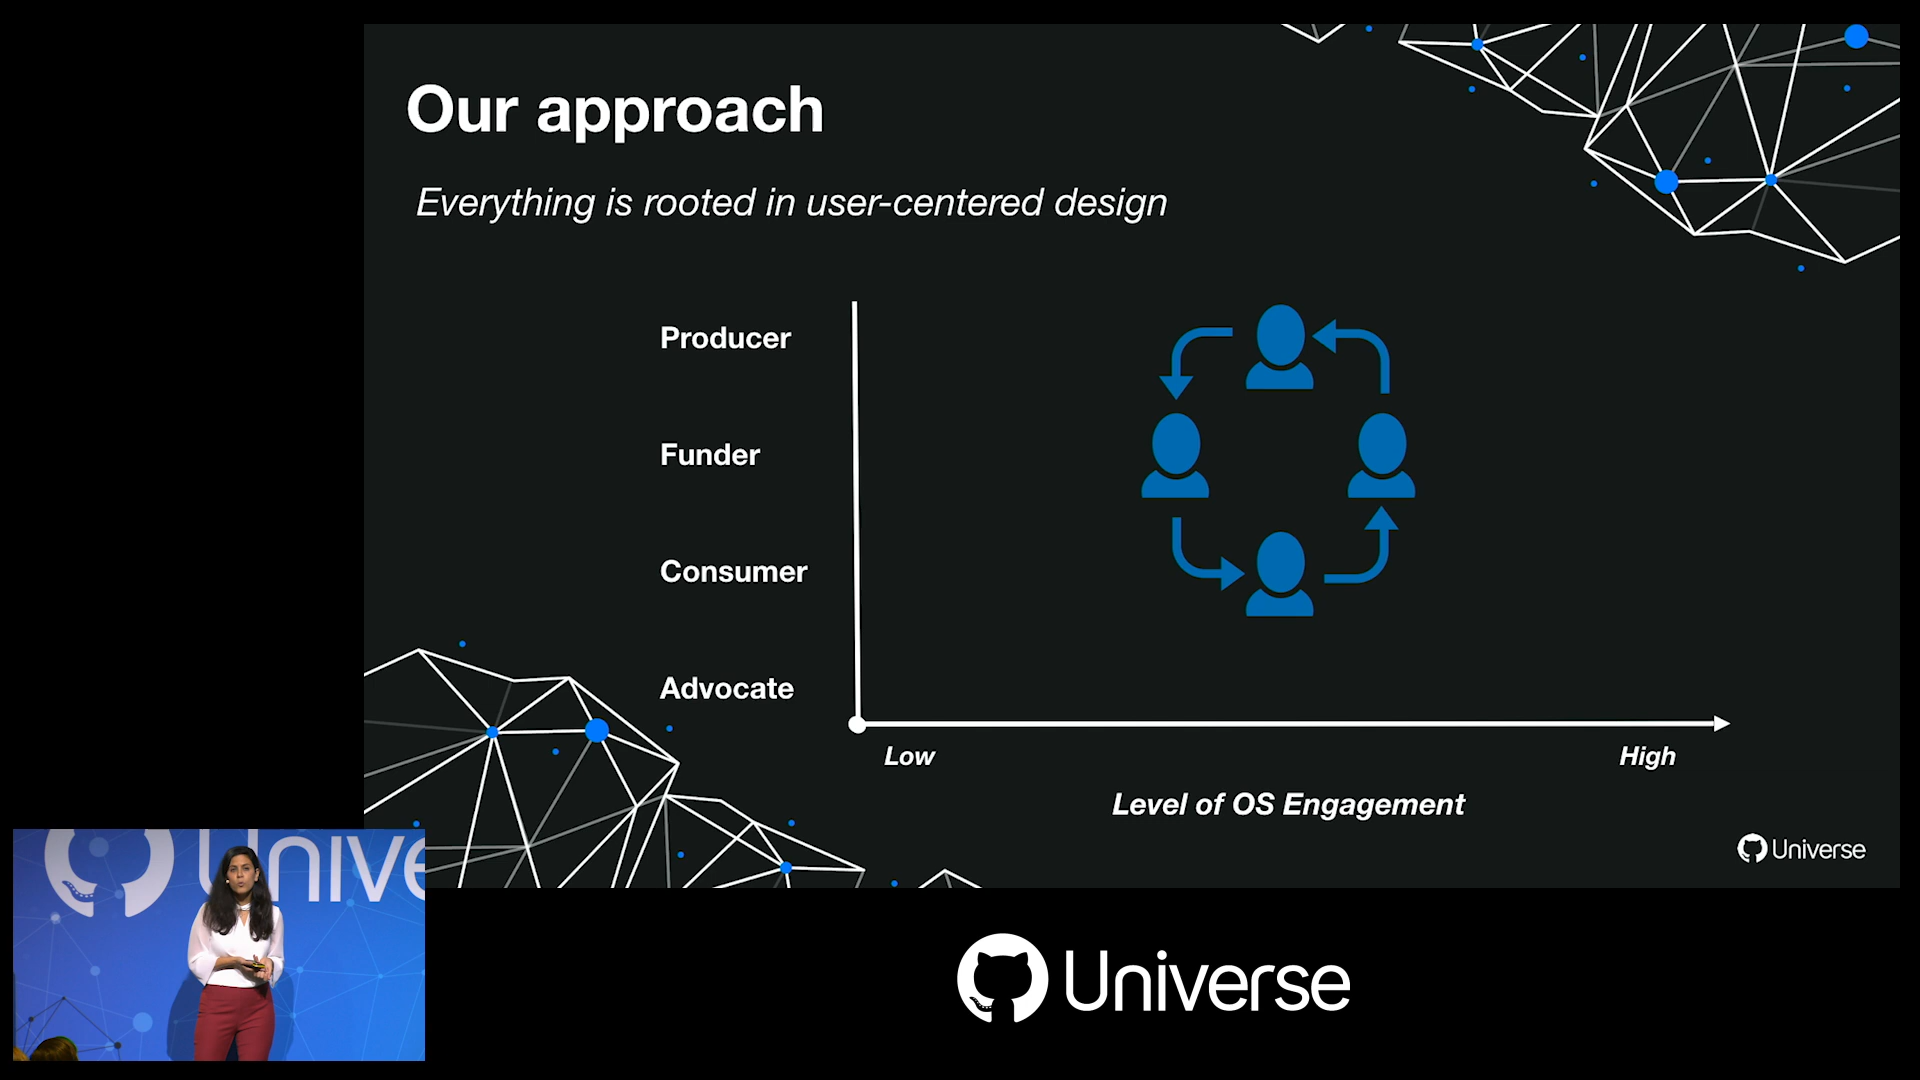 Our approach
Everything is rooted in user-centered design
Producer
Funder
Consumer
Advocate
Low
High
Level of OS Engagement
Universe
Unive
Universe